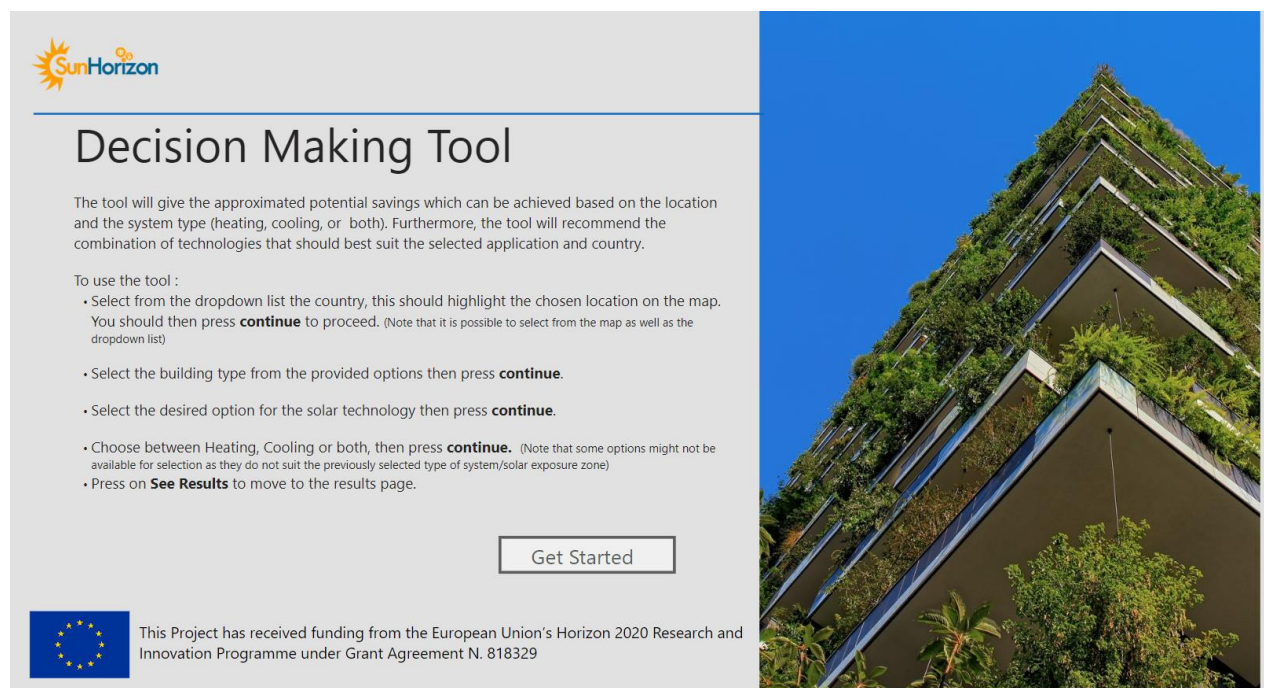 SunHorizon
Decision Making Tool
The tool will give the approximated potential savings which can be achieved based on the location
and the system type (heating, cooling, or  both). Furthermore, the tool will recommend the
combination of technologies that should best suit the selected application and country.
To use the tool :
• Select from the dropdown list the country, this should highlight the chosen location on the map.
You should then press continue to proceed. (Note that it is possible to select from the map as well as the
dropdown list)
• Select the building type from the provided options then press continue.
• Select the desired option for the solar technology then press continue.
• Choose between Heating, Cooling or both, then press continue.  (Note that some options might not be
available for selection as they do not suit the previously selected type of system/solar exposure zone)
• Press on See Results to move to the results page.
Get Started
This Project has received funding from the European Union's Horizon 2020 Research and
Innovation Programme under Grant Agreement N. 818329